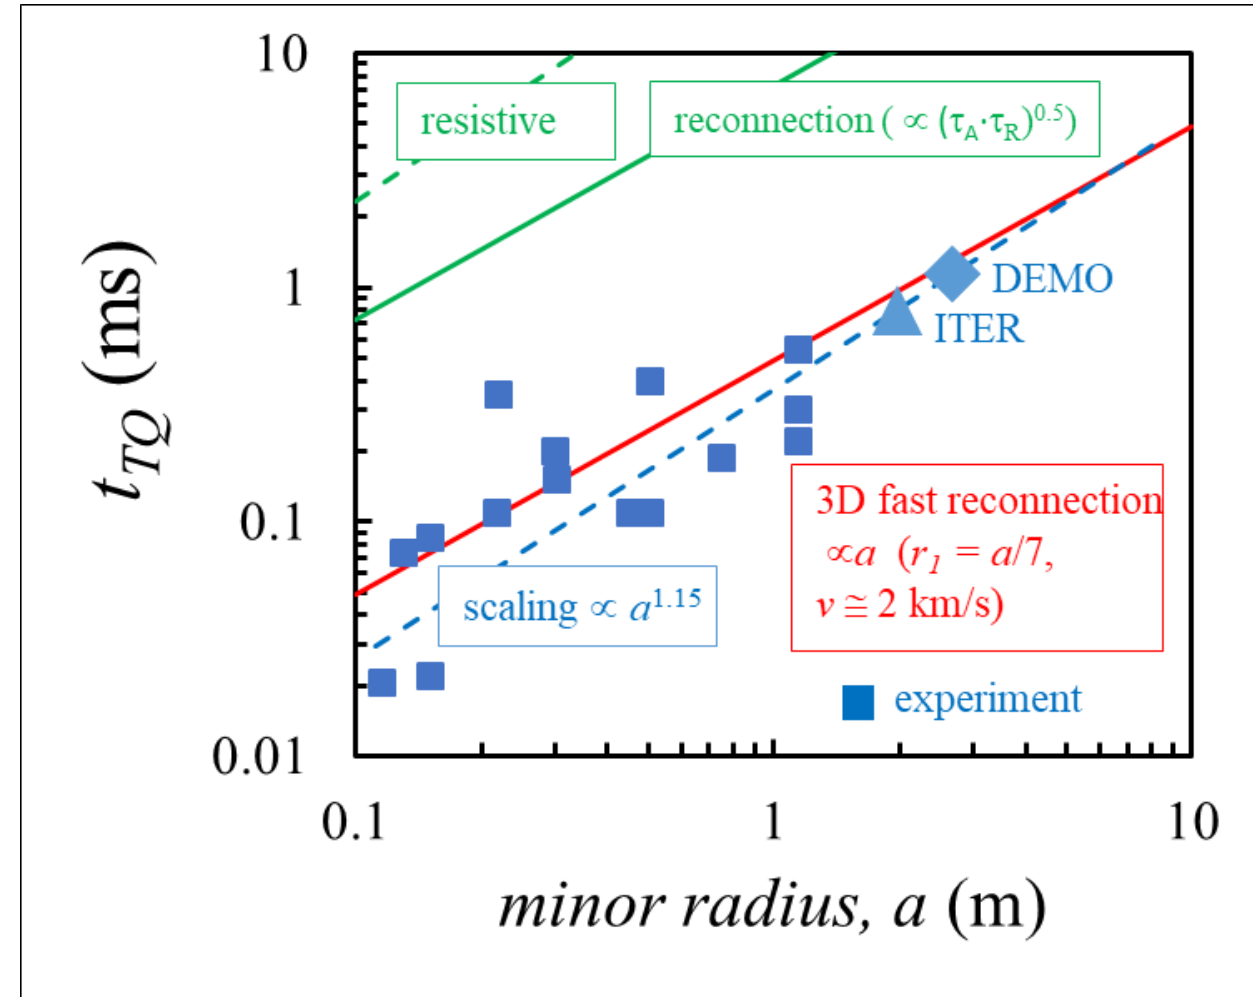 10
1
0.1
0.01
t_TQ (ms)
resistive
reconnection ( ∝ (τ_A·τ_R)^0.5)
DEMO
ITER
3D fast reconnection
∝a (r_1 = a/7,
v ≅ 2 km/s)
scaling ∝ a^1.15
experiment
0.1 1 10
minor radius, a (m)